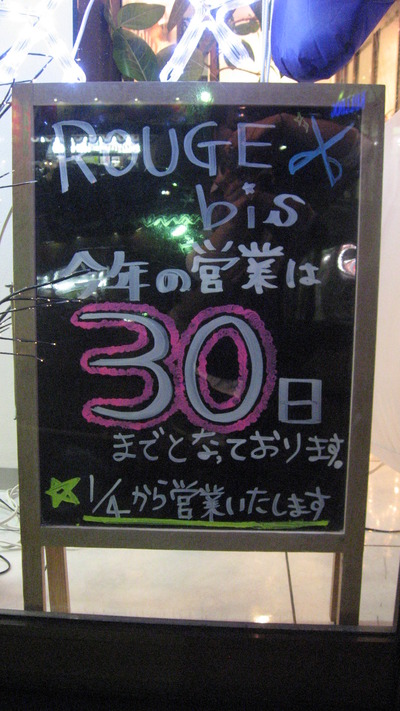 ROUGE
bis
今年の営業は
30日
までとなっております。
1/4から営業いたします